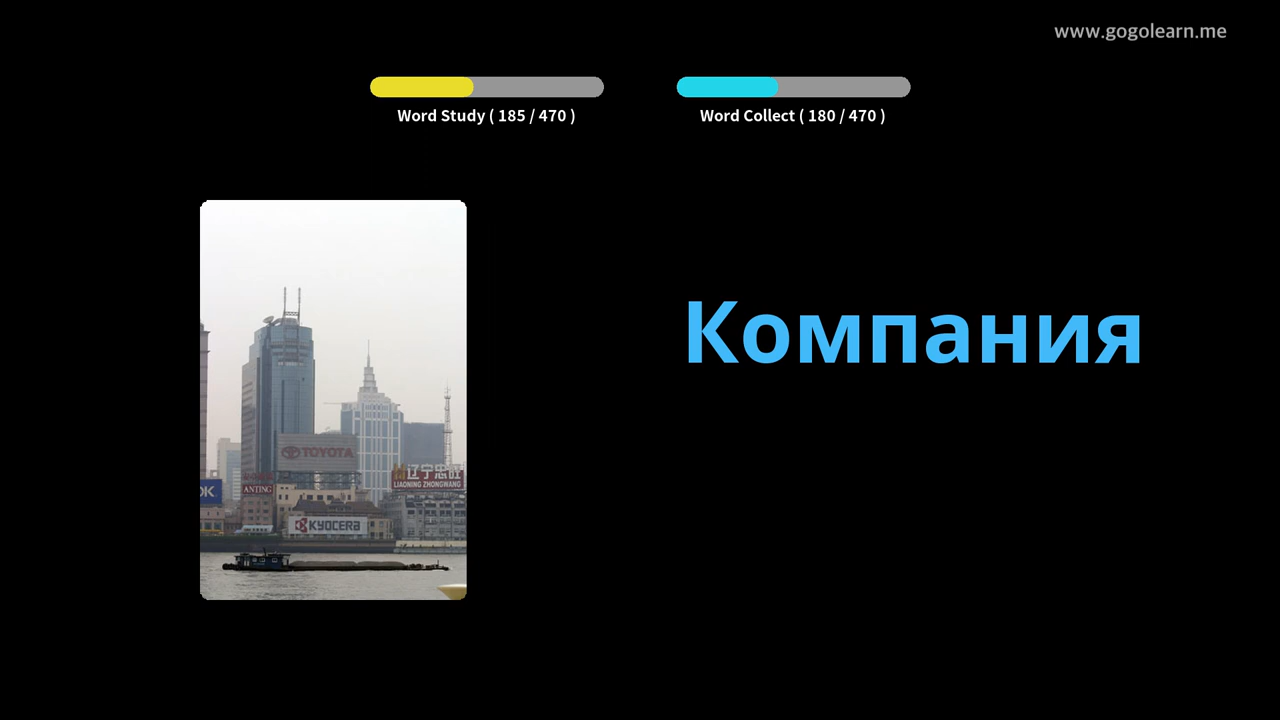 www.gogolearn.me
Word Study ( 185 / 470 )
Word Collect ( 180 / 470 )
Компания
TOYOTA
辽宁忠旺
LIAONING ZHONGWANG
OK
ANTING
KYOCERA